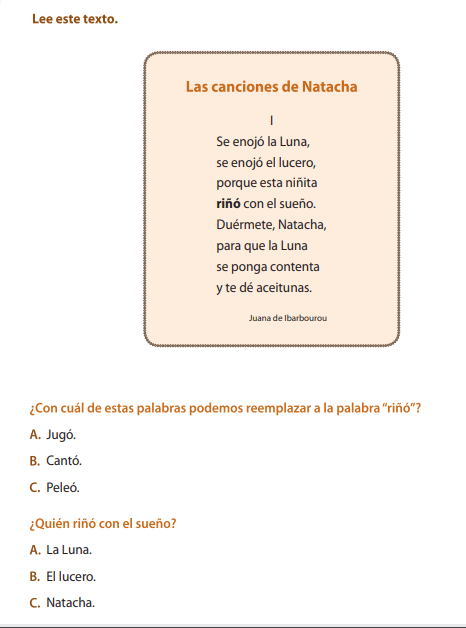 Lee este texto.
Las canciones de Natacha
I
Se enojó la Luna,
se enojó el lucero,
porque esta niñita
riñó con el sueño.
Duérmete, Natacha,
para que la Luna
se ponga contenta
y te dé aceitunas.
Juana de Ibarbourou
¿Con cuál de estas palabras podemos reemplazar a la palabra “riñó”?
A. Jugó.
B. Cantó.
C. Peleó.
¿Quién riñó con el sueño?
A. La Luna.
B. El lucero.
C. Natacha.